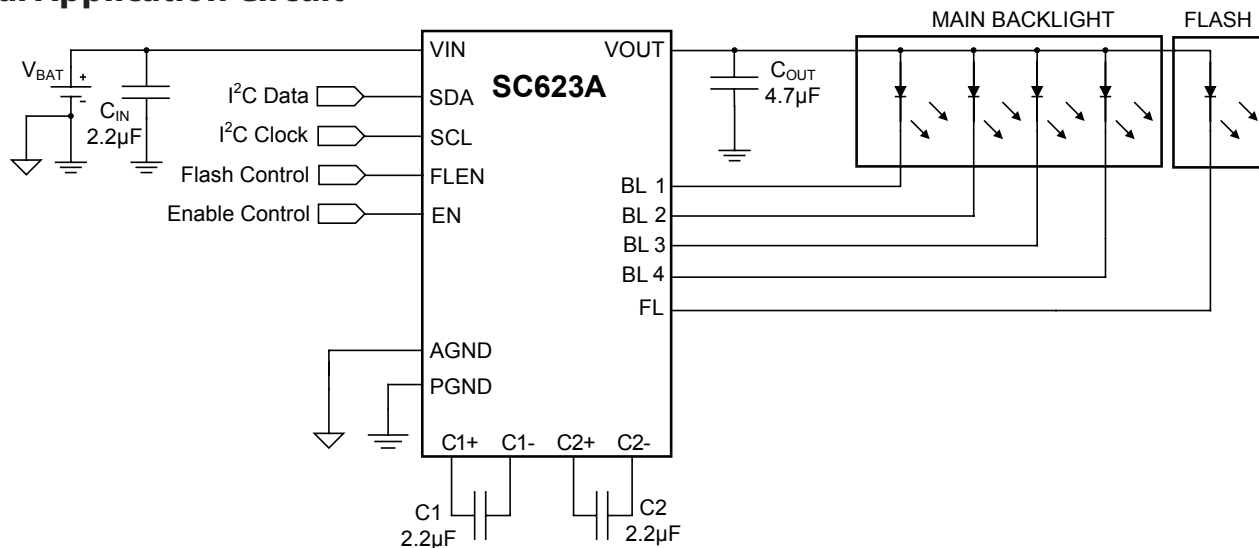 Application Circuit
MAIN BACKLIGHT
FLASH
VIN
VOUT
SC623A
V_BAT
+
-
C_IN
2.2µF
C_OUT
4.7µF
I²C Data
SDA
I²C Clock
SCL
Flash Control
FLEN
Enable Control
EN
BL 1
BL 2
BL 3
BL 4
FL
AGND
PGND
C1+ C1- C2+ C2-
C1
2.2µF
C2
2.2µF